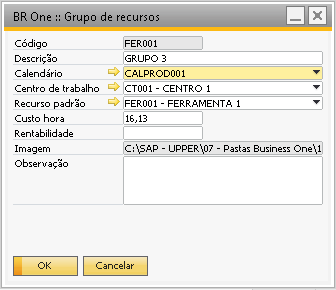 BR One :: Grupo de recursos
Código FER001
Descrição GRUPO 3
Calendário CALPROD001
Centro de trabalho CT001 - CENTRO 1
Recurso padrão FER001 - FERRAMENTA 1
Custo hora 16,13
Rentabilidade
Imagem C:\SAP - UPPER\07 - Pastas Business One\1
Observação
OK Cancelar